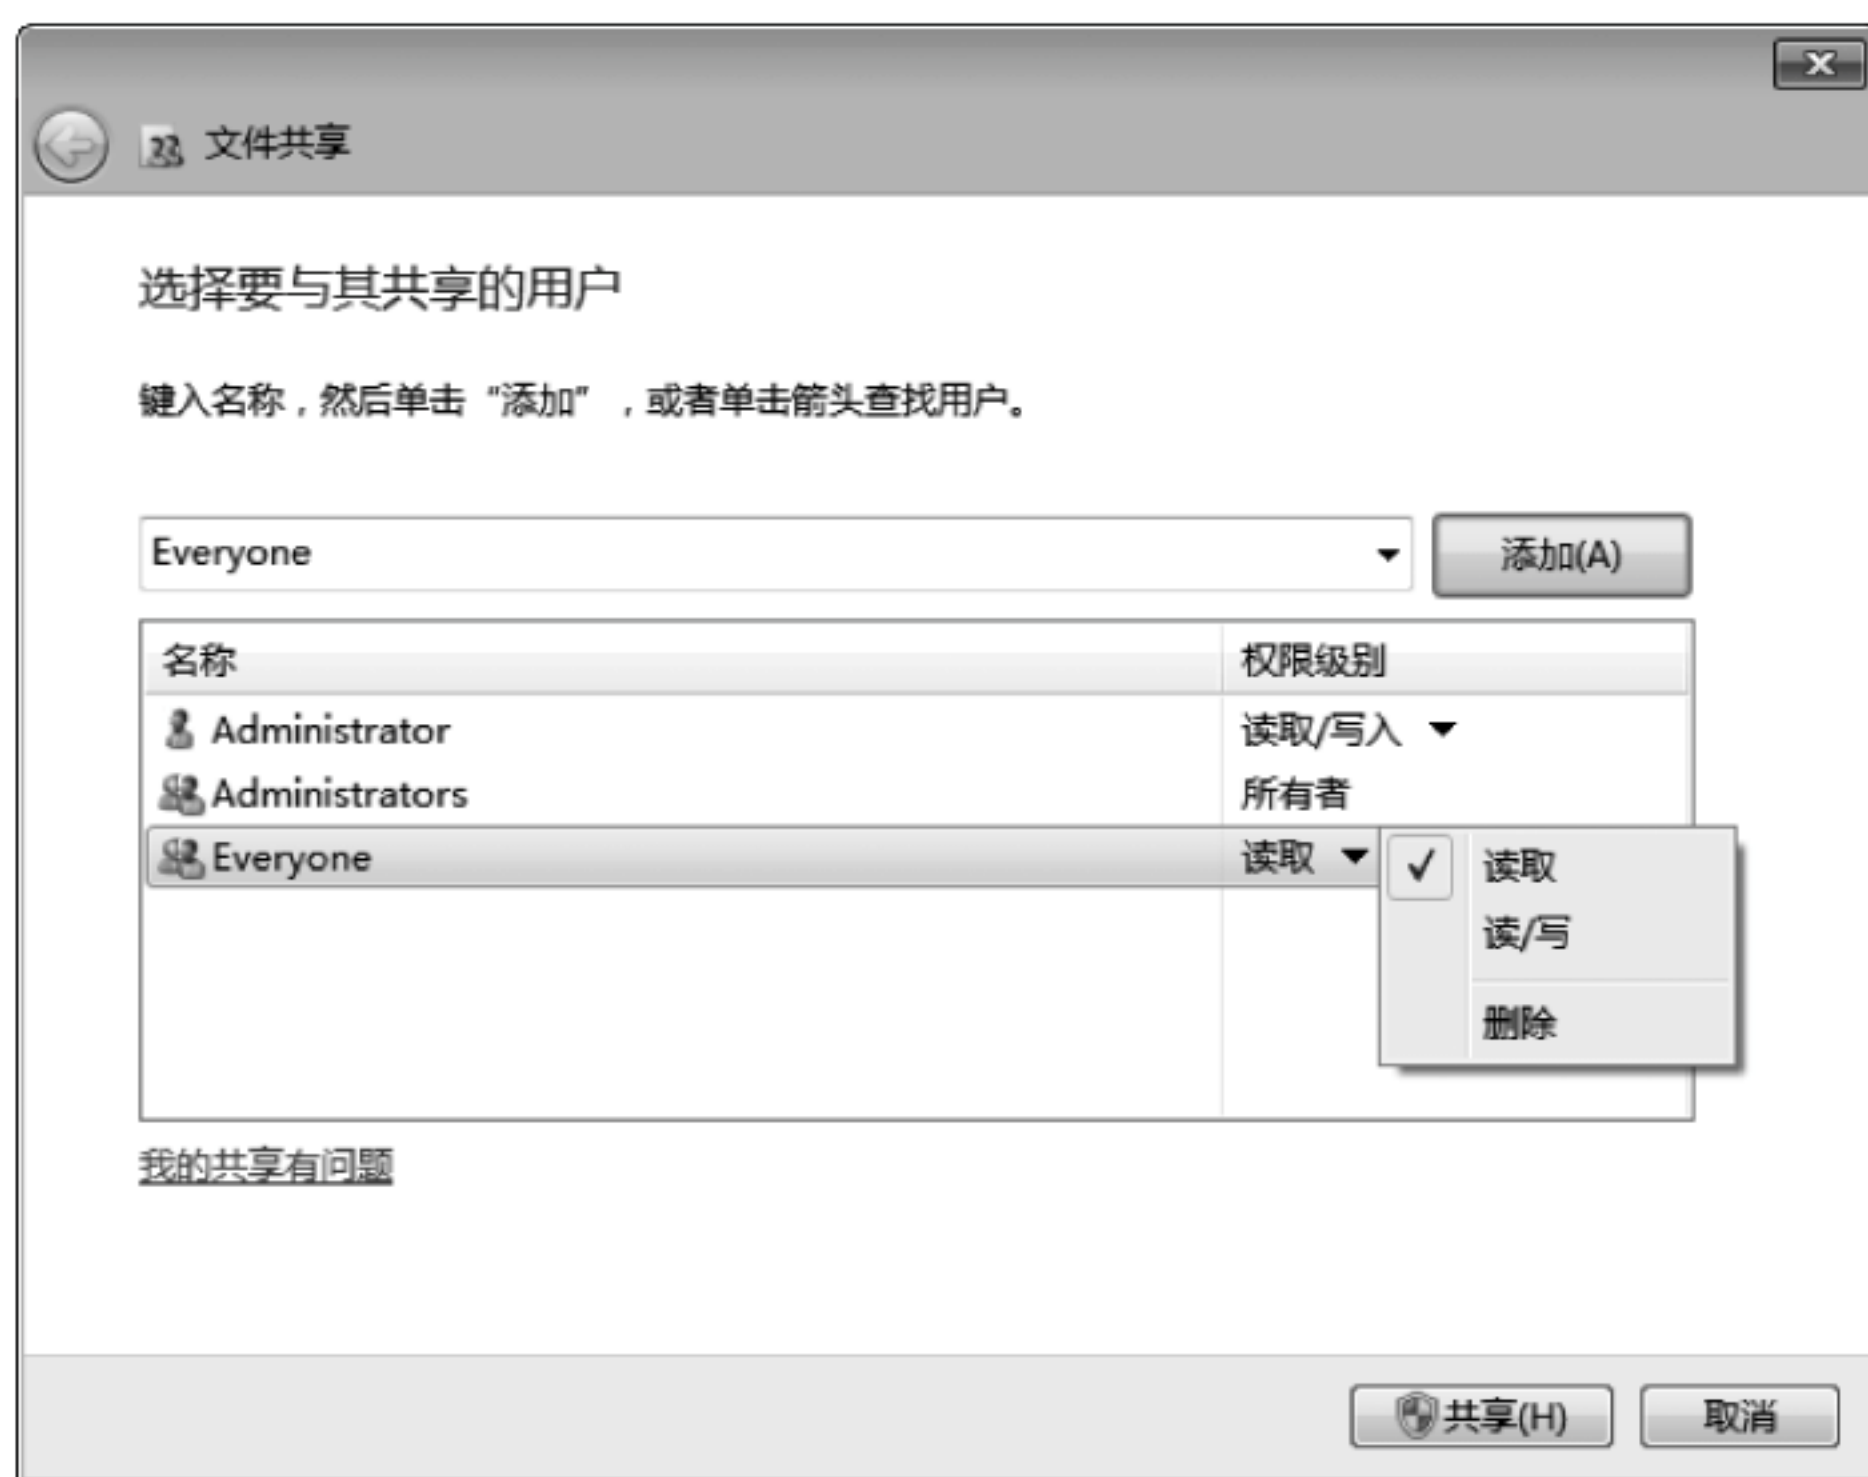 文件共享
选择要与其共享的用户
键入名称，然后单击“添加”，或者单击箭头查找用户。
Everyone
添加(A)
名称 权限级别
Administrator 读取/写入
Administrators 所有者
Everyone 读取
读取
读/写
删除
我的共享有问题
共享(H) 取消